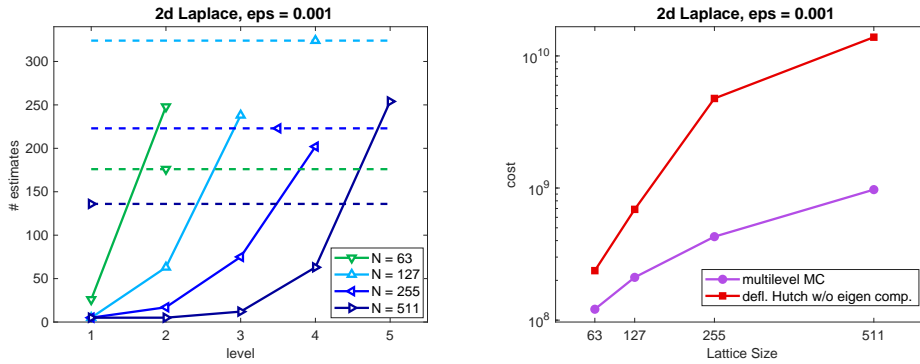 2d Laplace, eps = 0.001
# estimates
300
250
200
150
100
50
0
1 2 3 4 5
level
N = 63
N = 127
N = 255
N = 511
2d Laplace, eps = 0.001
cost
10^10
10^9
10^8
63 127 255 511
Lattice Size
multilevel MC
defl. Hutch w/o eigen comp.